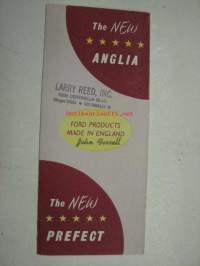 The NEW
ANGLIA
LARRY REED, INC.
FORD PRODUCTS
MADE IN ENGLAND
The NEW
PREFECT